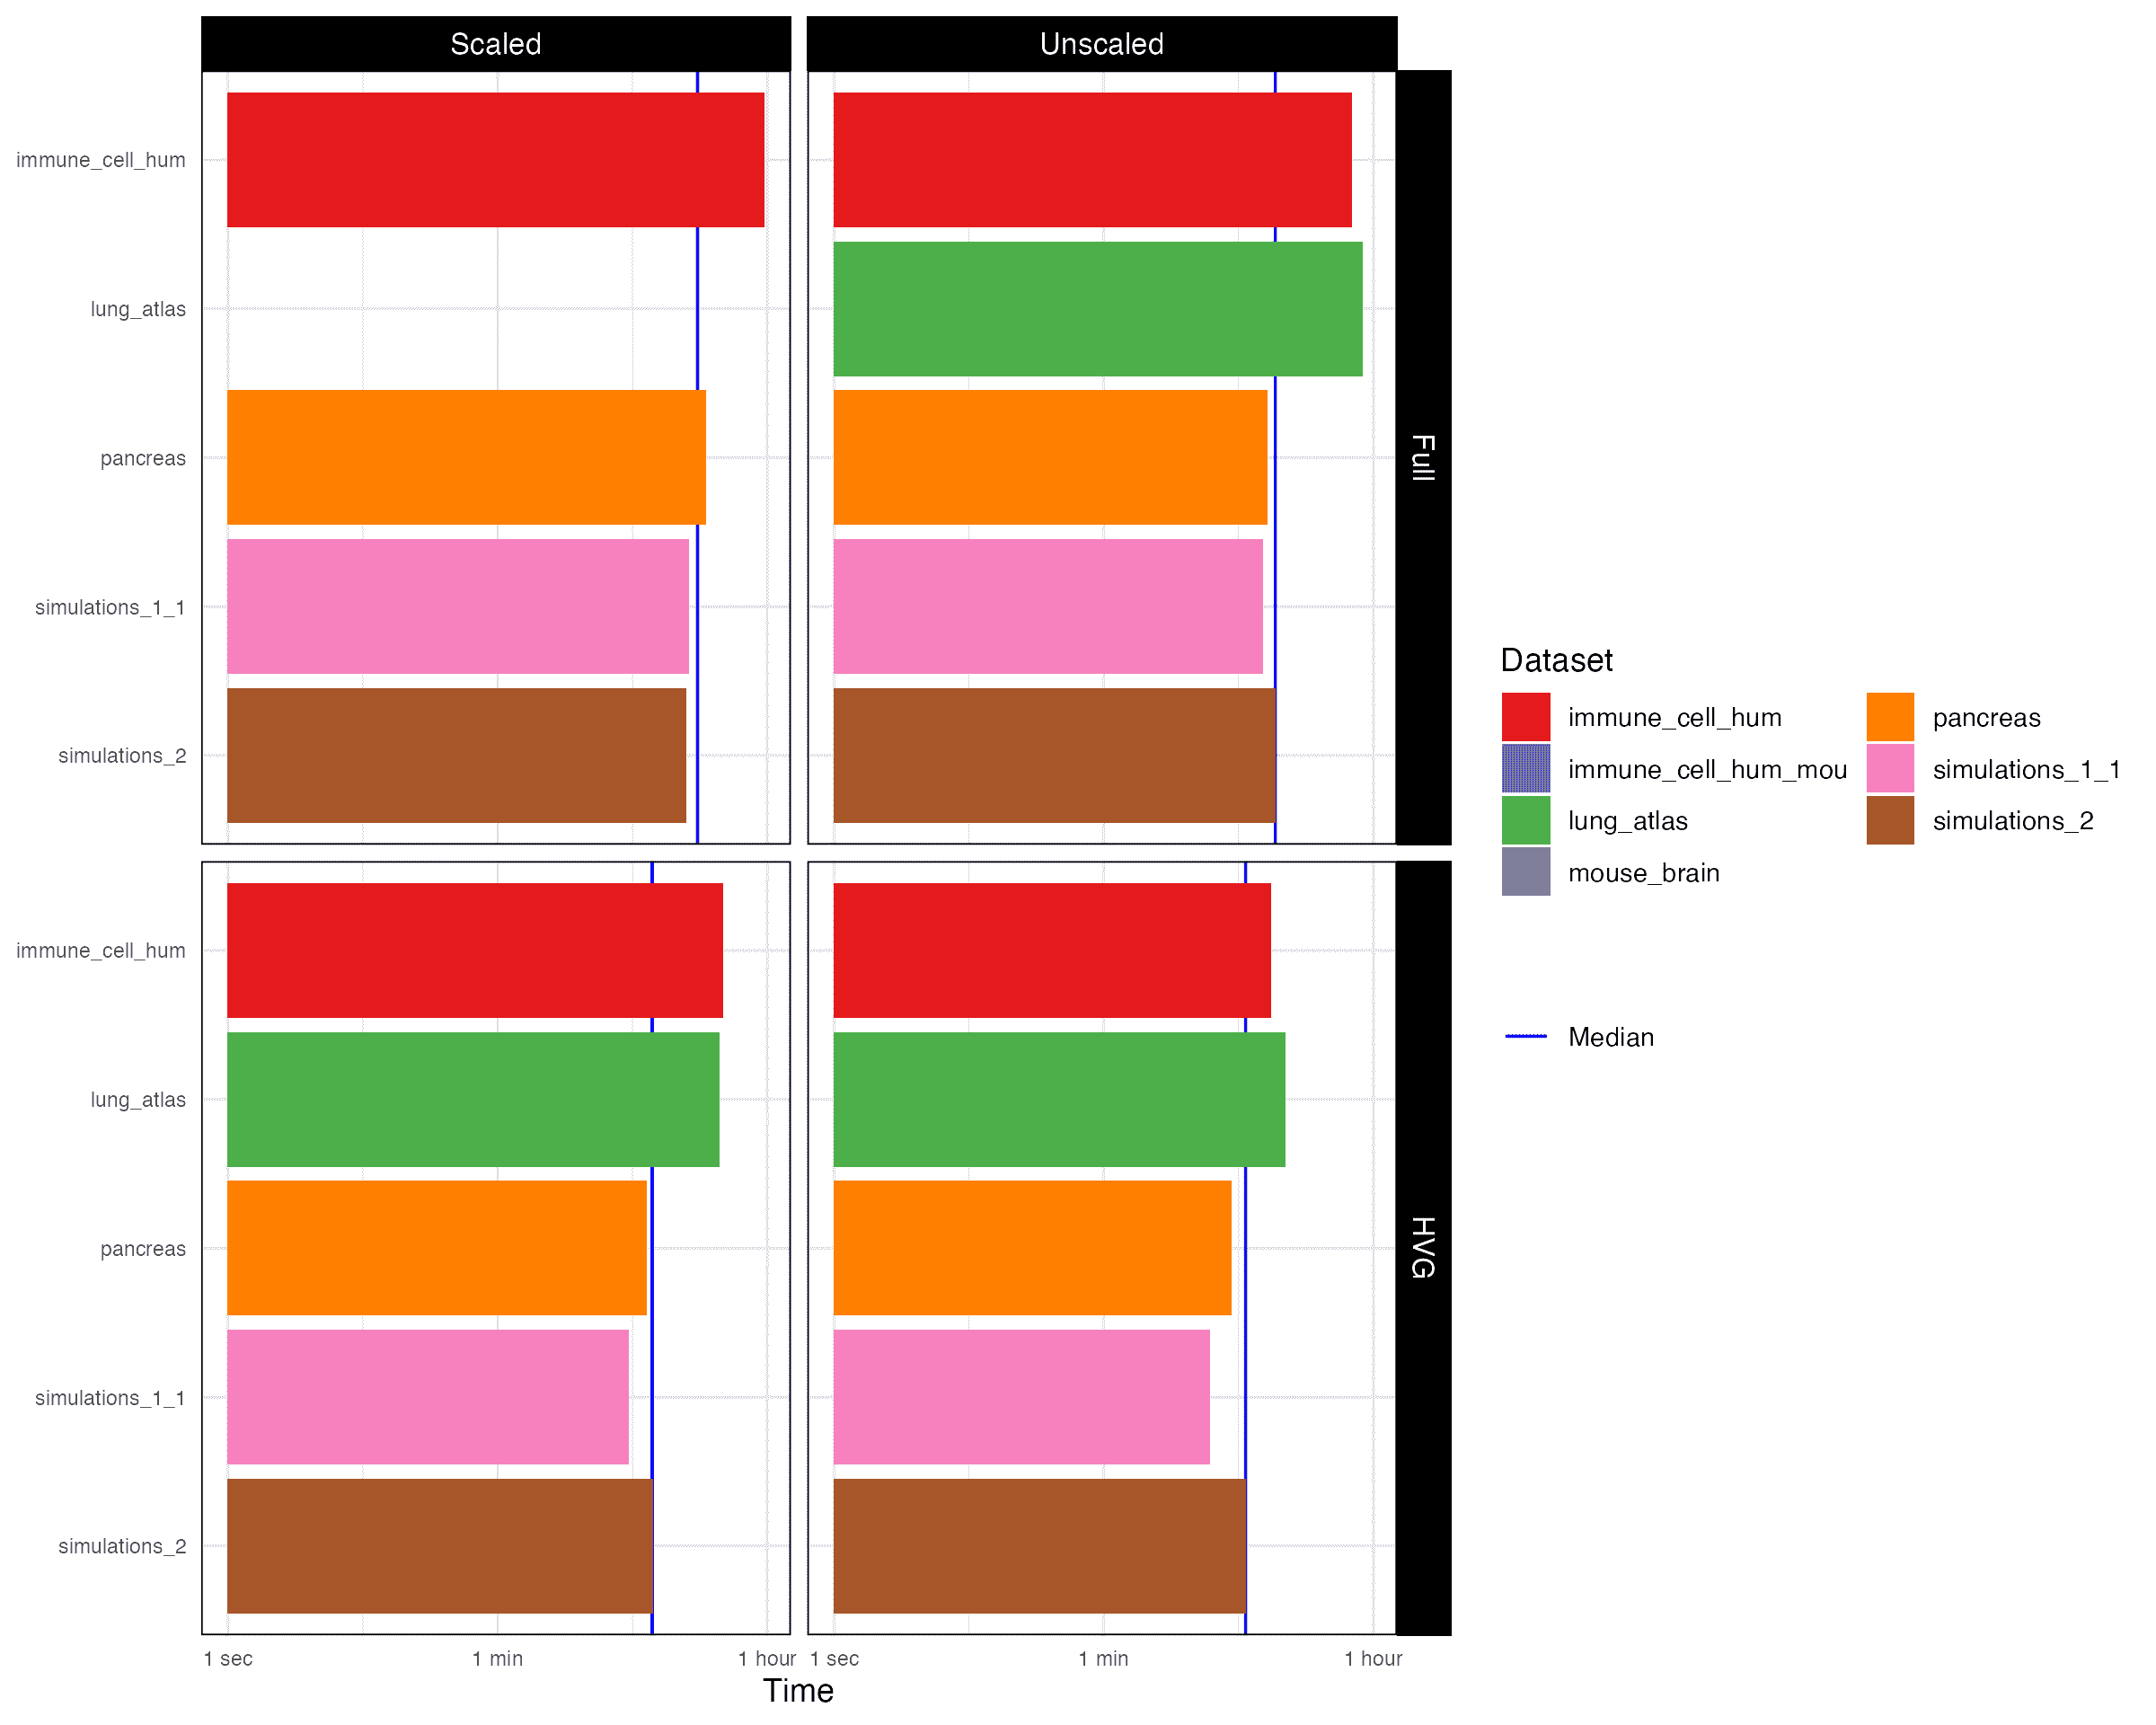 Scaled
Unscaled
immune_cell_hum
lung_atlas
pancreas
simulations_1_1
simulations_2
Full
immune_cell_hum
lung_atlas
pancreas
simulations_1_1
simulations_2
HVG
1 sec
1 min
1 hour
1 sec
1 min
1 hour
Time
Dataset
immune_cell_hum
immune_cell_hum_mou
lung_atlas
mouse_brain
pancreas
simulations_1_1
simulations_2
Median